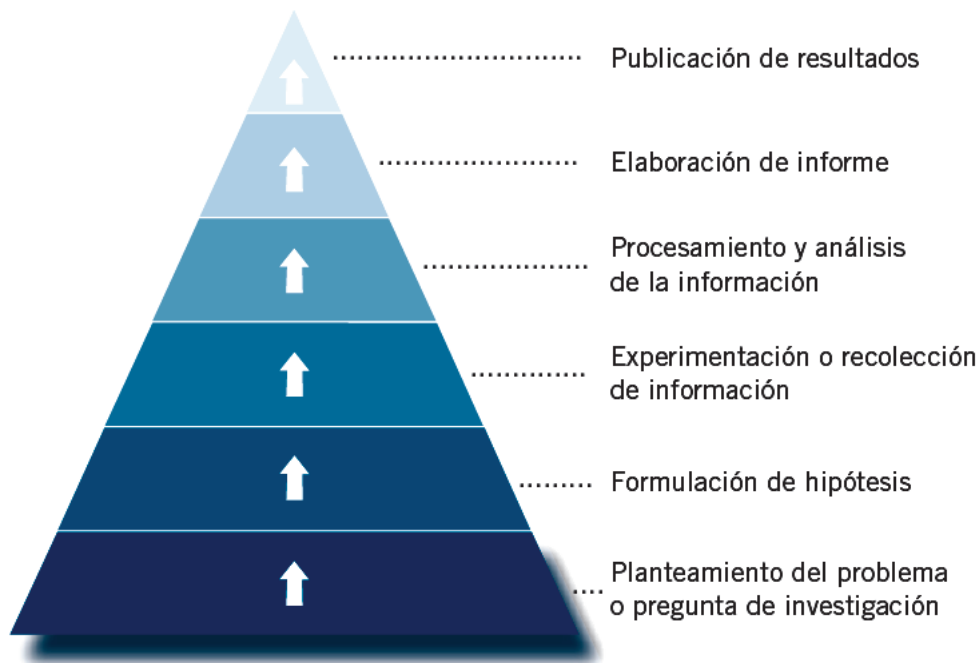 Publicación de resultados
Elaboración de informe
Procesamiento y análisis
de la información
Experimentación o recolección
de información
Formulación de hipótesis
Planteamiento del problema
o pregunta de investigación